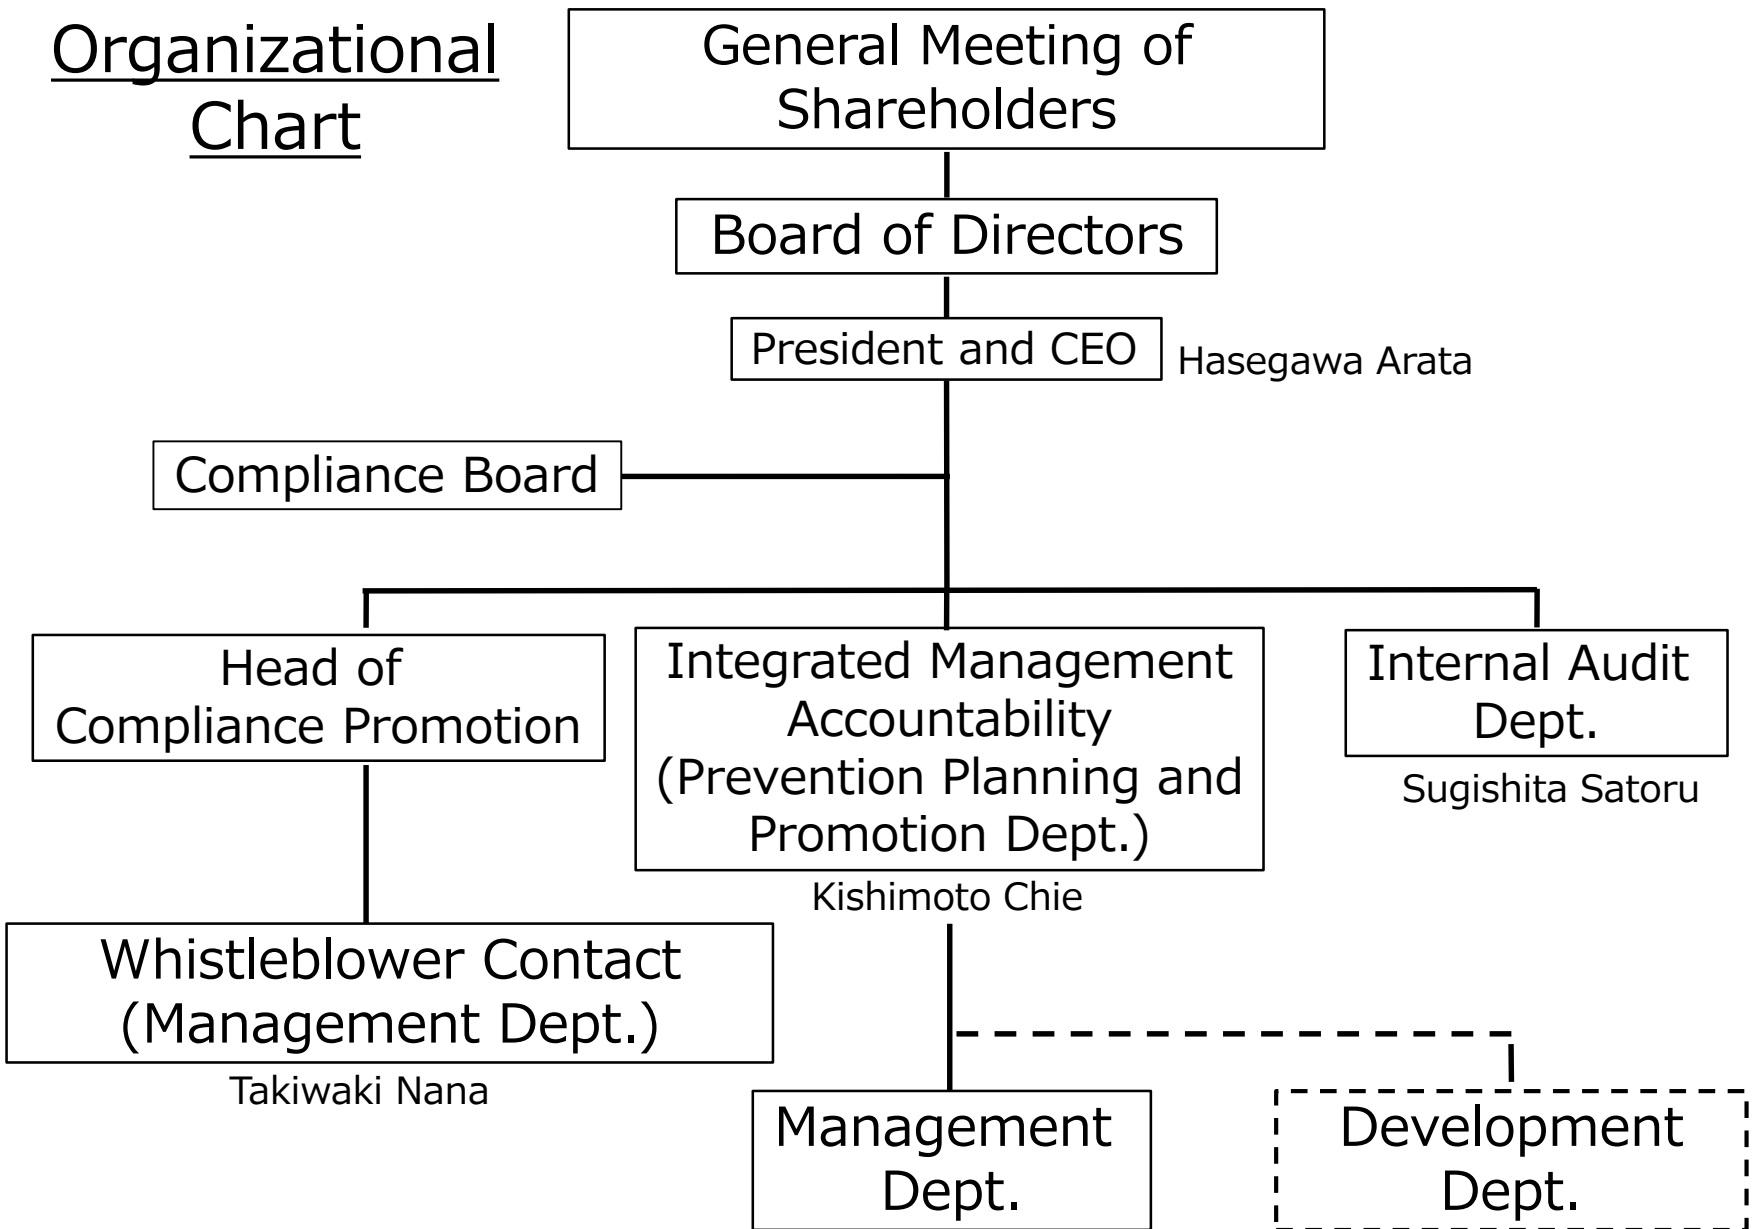 Organizational
Chart
General Meeting of
Shareholders
Board of Directors
President and CEO
Hasegawa Arata
Compliance Board
Head of
Compliance Promotion
Integrated Management
Accountability
(Prevention Planning and
Promotion Dept.)
Kishimoto Chie
Internal Audit
Dept.
Sugishita Satoru
Whistleblower Contact
(Management Dept.)
Takiwaki Nana
Management
Dept.
Development
Dept.